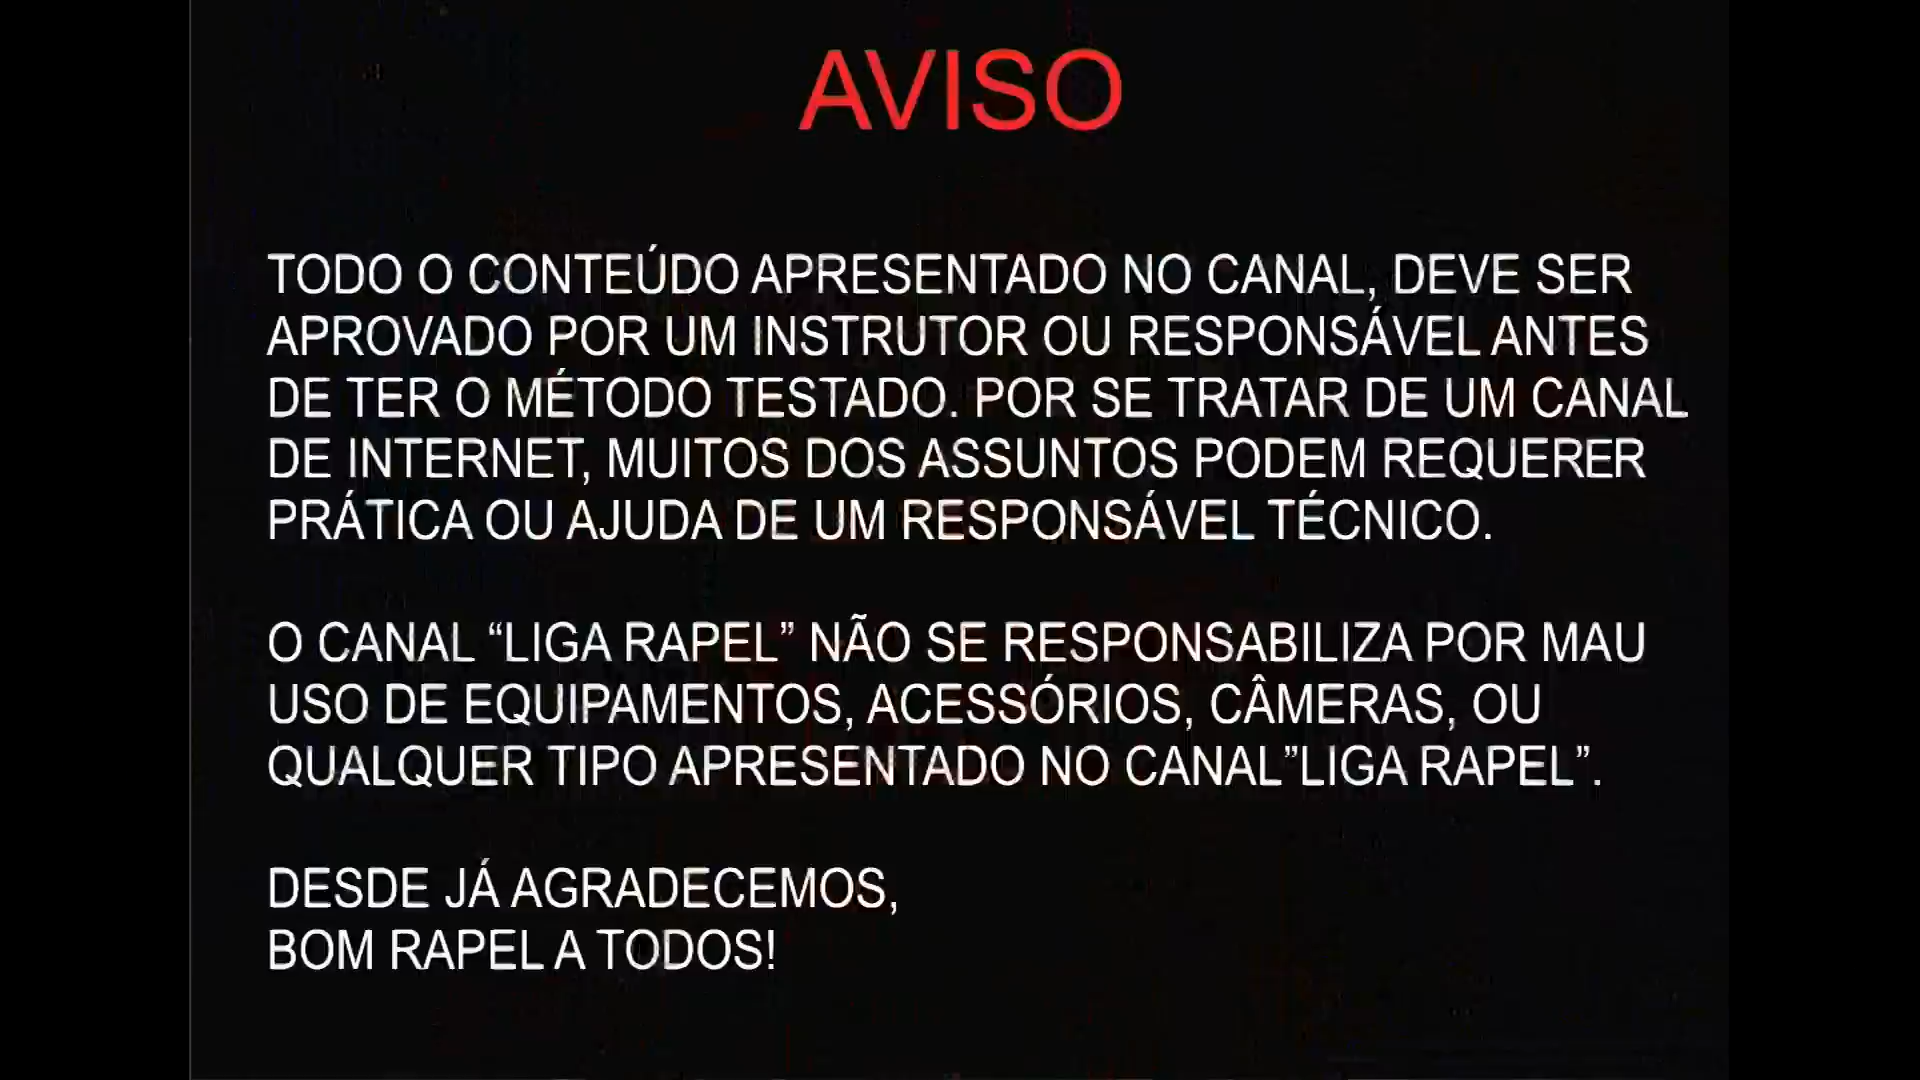 AVISO
TODO O CONTEÚDO APRESENTADO NO CANAL, DEVE SER
APROVADO POR UM INSTRUTOR OU RESPONSÁVEL ANTES
DE TER O MÉTODO TESTADO. POR SE TRATAR DE UM CANAL
DE INTERNET, MUITOS DOS ASSUNTOS PODEM REQUERER
PRÁTICA OU AJUDA DE UM RESPONSÁVEL TÉCNICO.
O CANAL “LIGA RAPEL” NÃO SE RESPONSABILIZA POR MAU
USO DE EQUIPAMENTOS, ACESSÓRIOS, CÂMERAS, OU
QUALQUER TIPO APRESENTADO NO CANAL”LIGA RAPEL”.
DESDE JÁ AGRADECEMOS,
BOM RAPEL A TODOS!